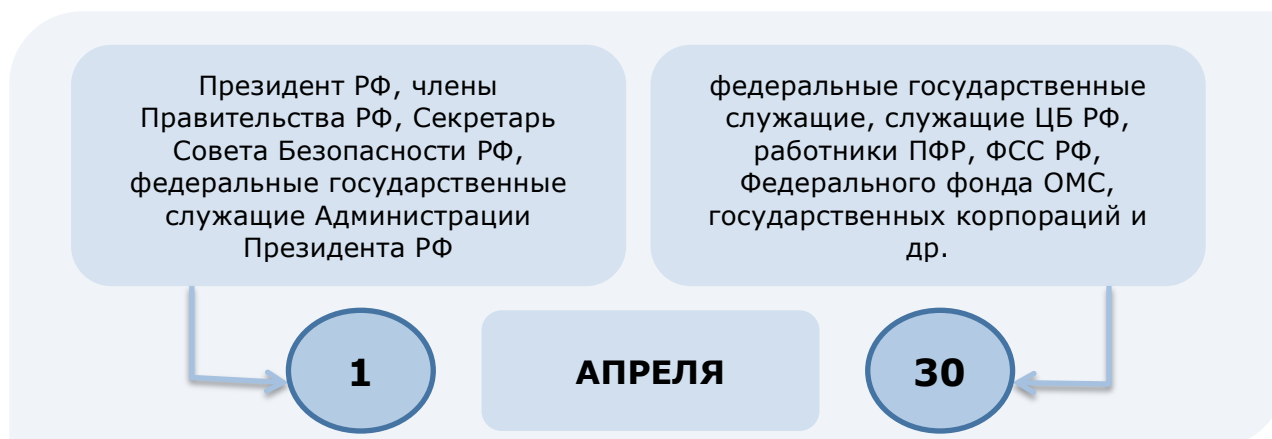 Президент РФ, члены
Правительства РФ, Секретарь
Совета Безопасности РФ,
федеральные государственные
служащие Администрации
Президента РФ
федеральные государственные
служащие, служащие ЦБ РФ,
работники ПФР, ФСС РФ,
Федерального фонда ОМС,
государственных корпораций и
др.
1
АПРЕЛЯ
30